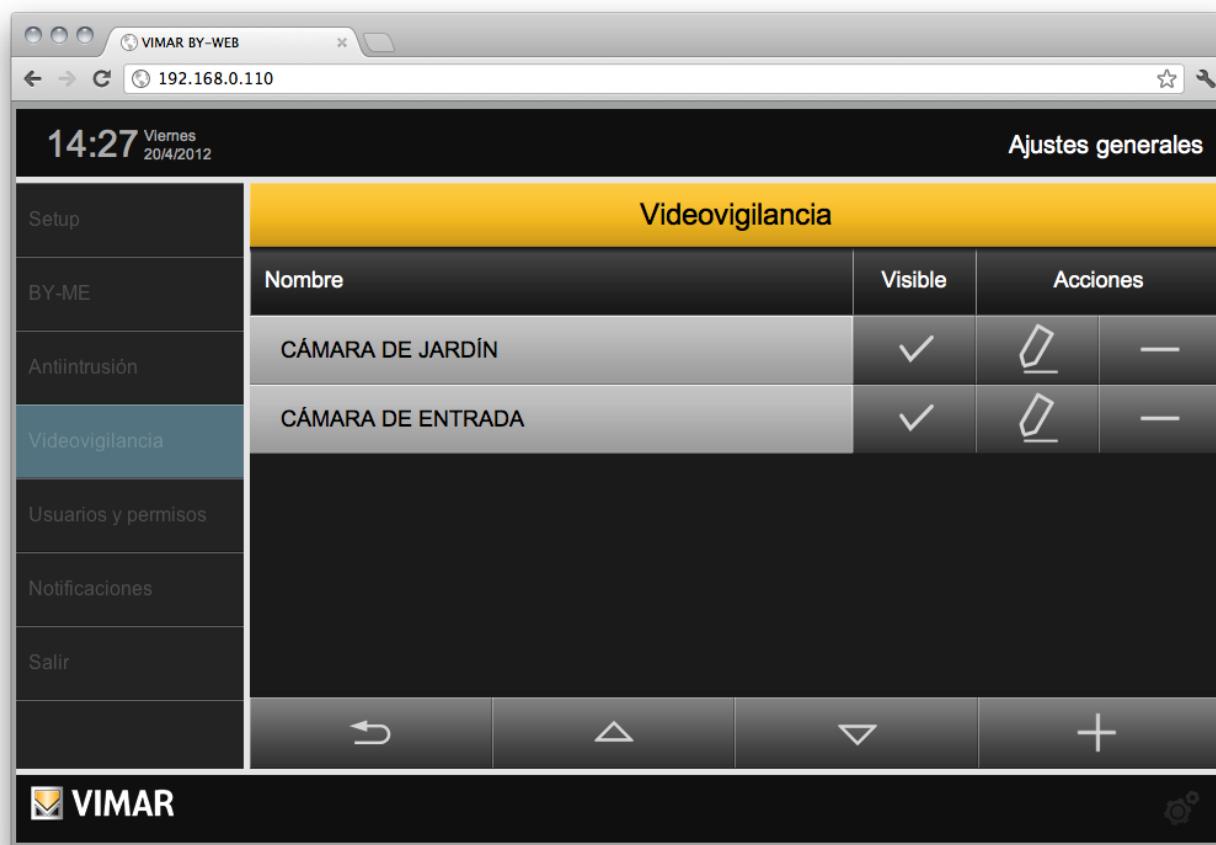 VIMAR BY-WEB
192.168.0.110
14:27 Viernes
20/4/2012
Ajustes generales
Setup
BY-ME
Antiintrusión
Videovigilancia
Usuarios y permisos
Notificaciones
Salir
Videovigilancia
Nombre Visible Acciones
CÁMARA DE JARDÍN
CÁMARA DE ENTRADA
VIMAR